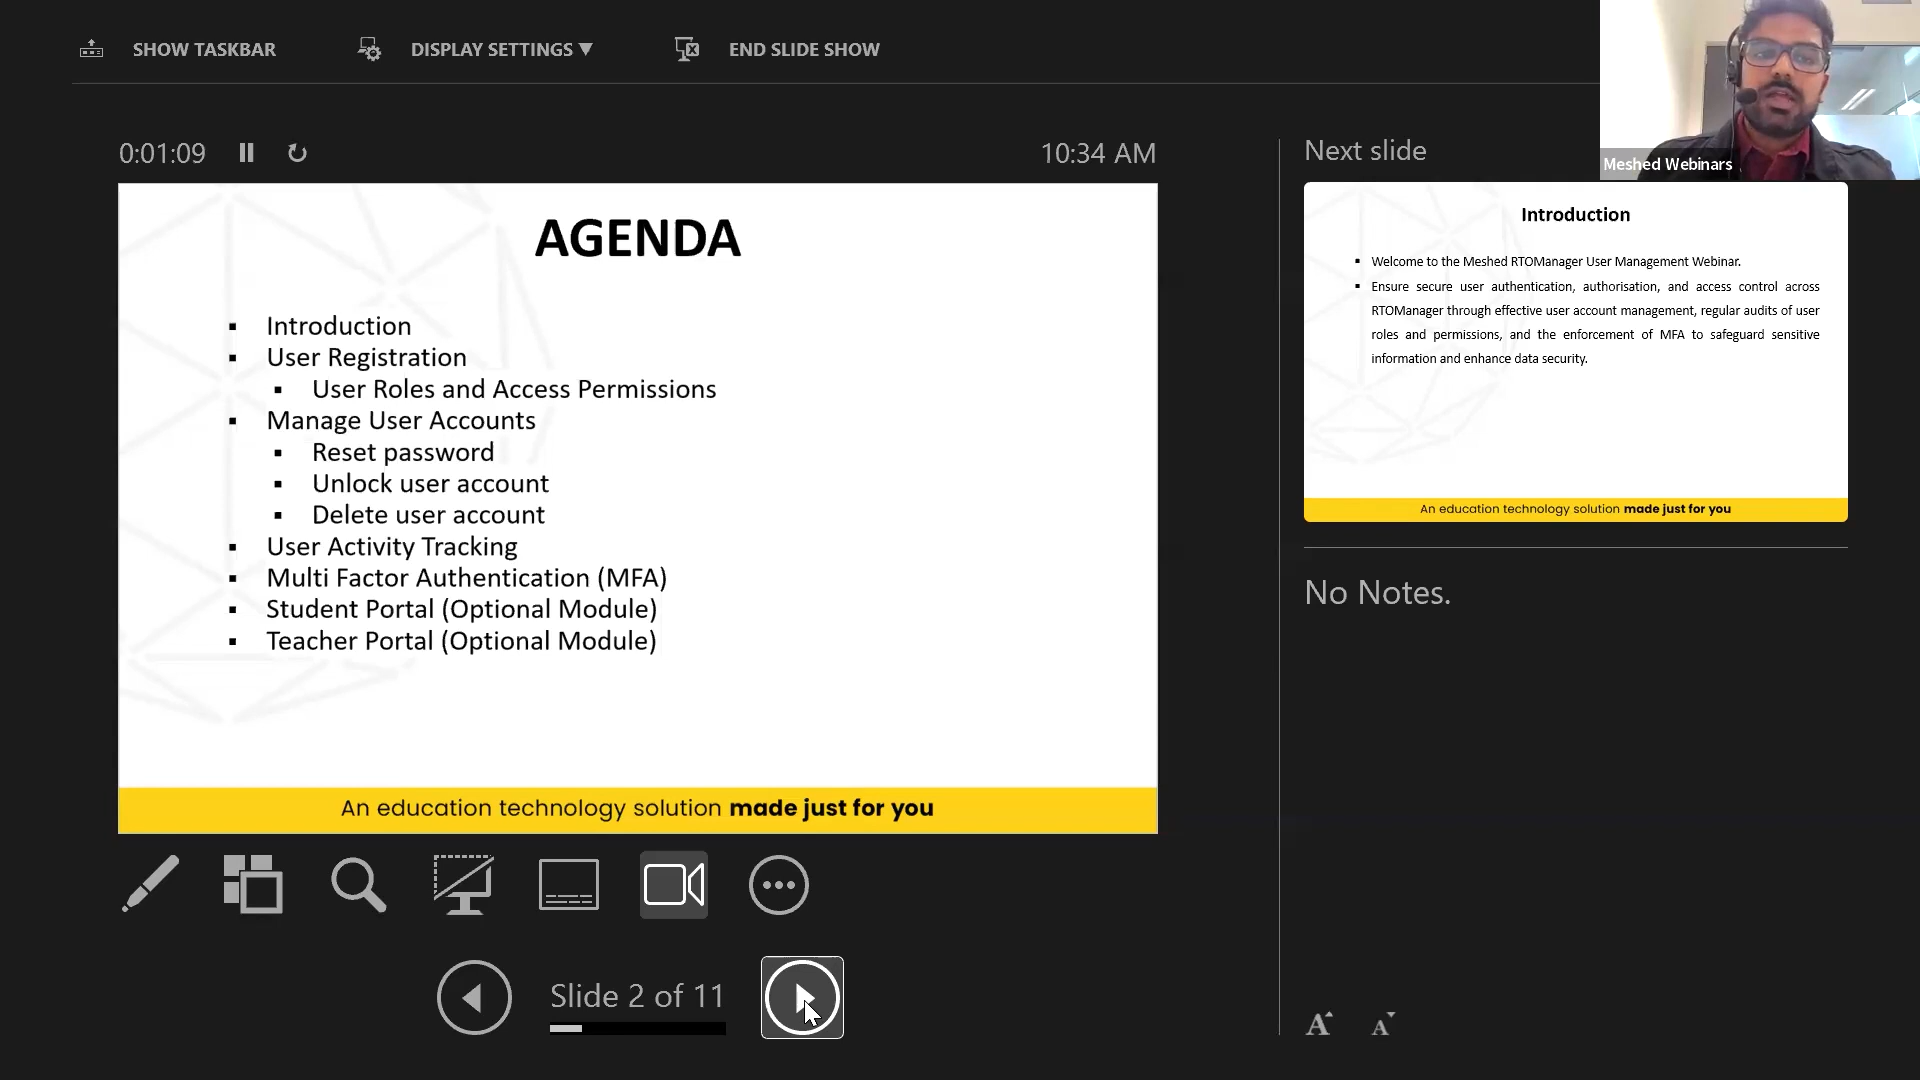 SHOW TASKBAR
DISPLAY SETTINGS ▼
END SLIDE SHOW
Meshed Webinars
0:01:09
10:34 AM
AGENDA
▪ Introduction
▪ User Registration
▪ User Roles and Access Permissions
▪ Manage User Accounts
▪ Reset password
▪ Unlock user account
▪ Delete user account
▪ User Activity Tracking
▪ Multi Factor Authentication (MFA)
▪ Student Portal (Optional Module)
▪ Teacher Portal (Optional Module)
An education technology solution made just for you
Slide 2 of 11
Next slide
Introduction
▪ Welcome to the Meshed RTOManager User Management Webinar.
▪ Ensure secure user authentication, authorisation, and access control across
RTOManager through effective user account management, regular audits of user
roles and permissions, and the enforcement of MFA to safeguard sensitive
information and enhance data security.
An education technology solution made just for you
No Notes.
A A